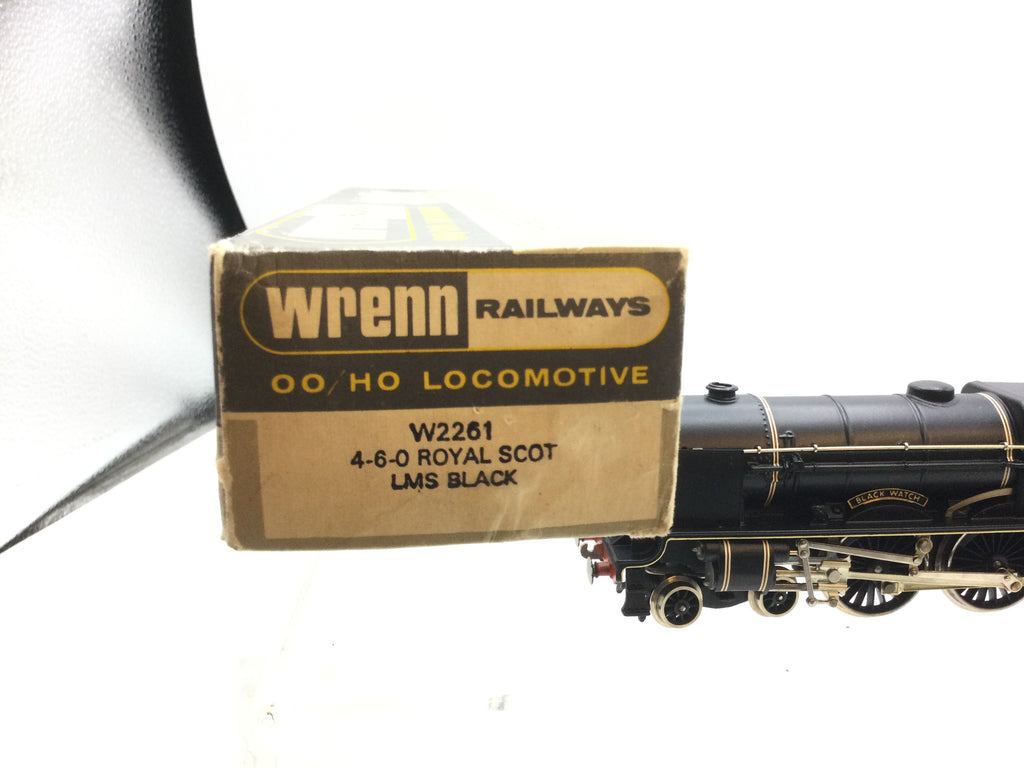 wrenn RAILWAYS
OO/HO LOCOMOTIVE
W2261
4-6-0 ROYAL SCOT
LMS BLACK
BLACK WATCH